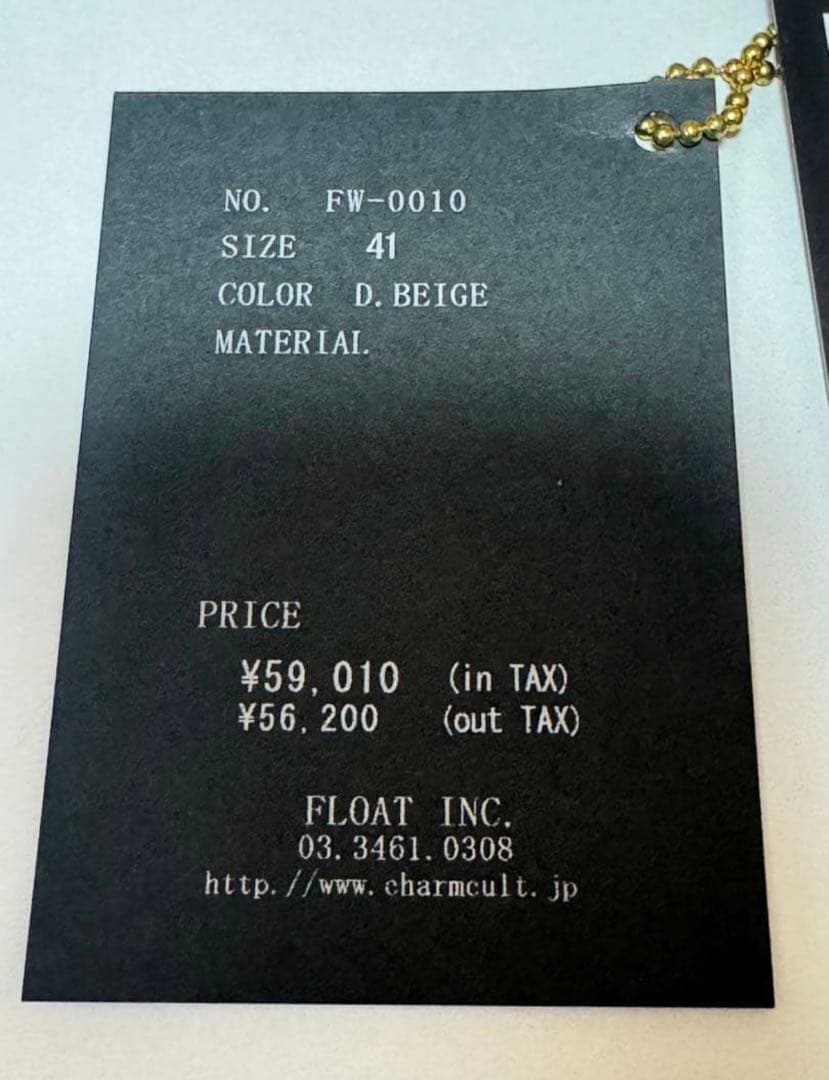 NO. FW-0010
SIZE 41
COLOR D.BEIGE
MATERIAL
PRICE
¥59,010 (in TAX)
¥56,200 (out TAX)
FLOAT INC.
03.3461.0308
http.//www.charmcult.jp